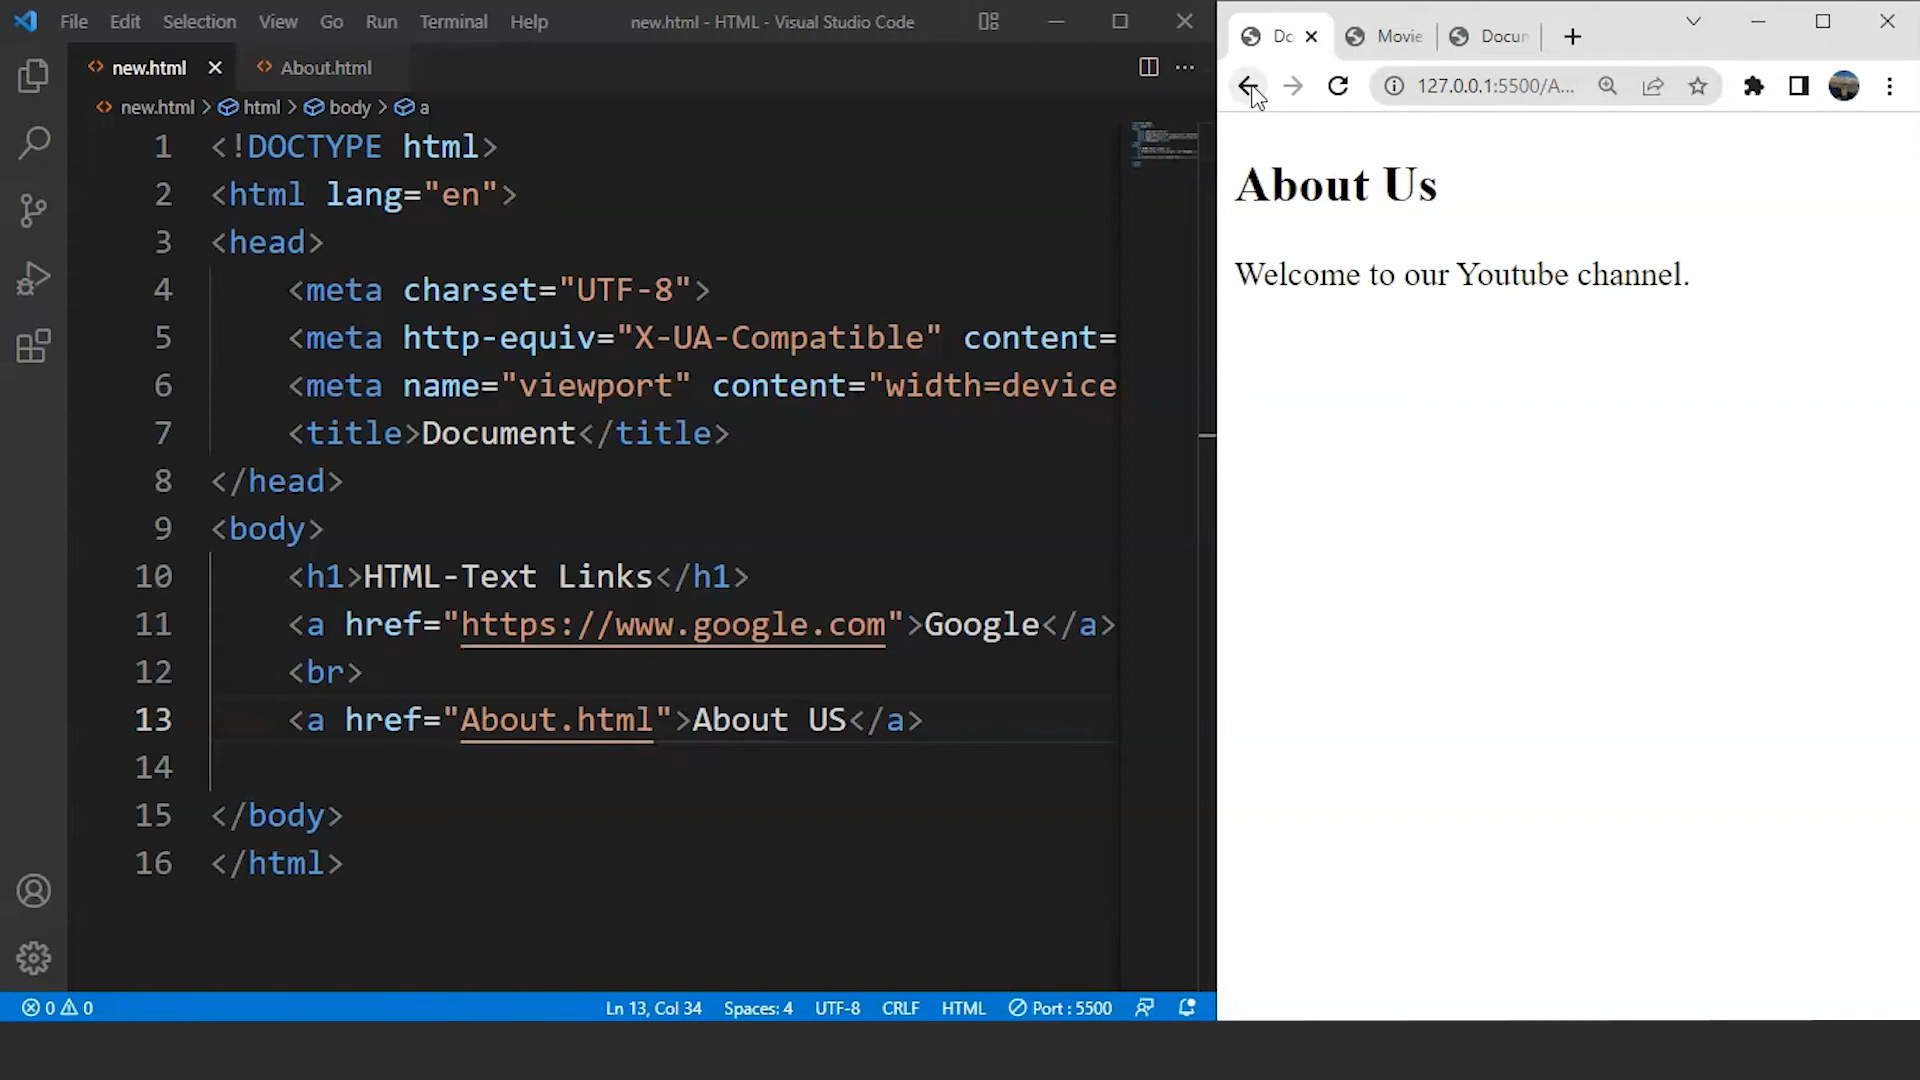 File Edit Selection View Go Run Terminal Help new.html - HTML - Visual Studio Code
new.html About.html
new.html > html > body > a
1 <!DOCTYPE html>
2 <html lang="en">
3 <head>
4 <meta charset="UTF-8">
5 <meta http-equiv="X-UA-Compatible" content=
6 <meta name="viewport" content="width=device
7 <title>Document</title>
8 </head>
9 <body>
10 <h1>HTML-Text Links</h1>
11 <a href="https://www.google.com">Google</a>
12 <br>
13 <a href="About.html">About US</a>
14
15 </body>
16 </html>
0 0 Ln 13, Col 34 Spaces: 4 UTF-8 CRLF HTML Port : 5500
Do Movie Docum
127.0.0.1:5500/A...
About Us
Welcome to our Youtube channel.